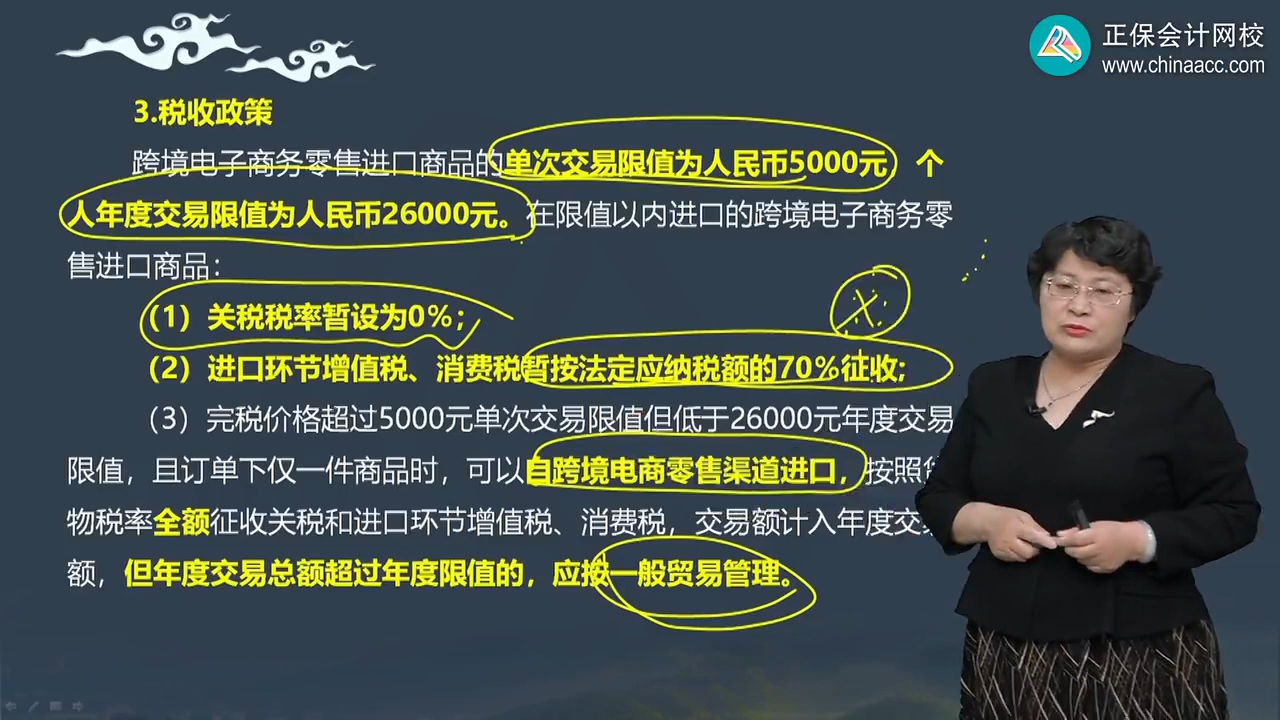 正保会计网校
www.chinaacc.com
3.税收政策
跨境电子商务零售进口商品的单次交易限值为人民币5000元，个
人年度交易限值为人民币26000元。在限值以内进口的跨境电子商务零
售进口商品：
（1）关税税率暂设为0%；
（2）进口环节增值税、消费税暂按法定应纳税额的70%征收；
（3）完税价格超过5000元单次交易限值但低于26000元年度交易
限值，且订单下仅一件商品时，可以自跨境电商零售渠道进口，按照货
物税率全额征收关税和进口环节增值税、消费税，交易额计入年度交易
额，但年度交易总额超过年度限值的，应按一般贸易管理。